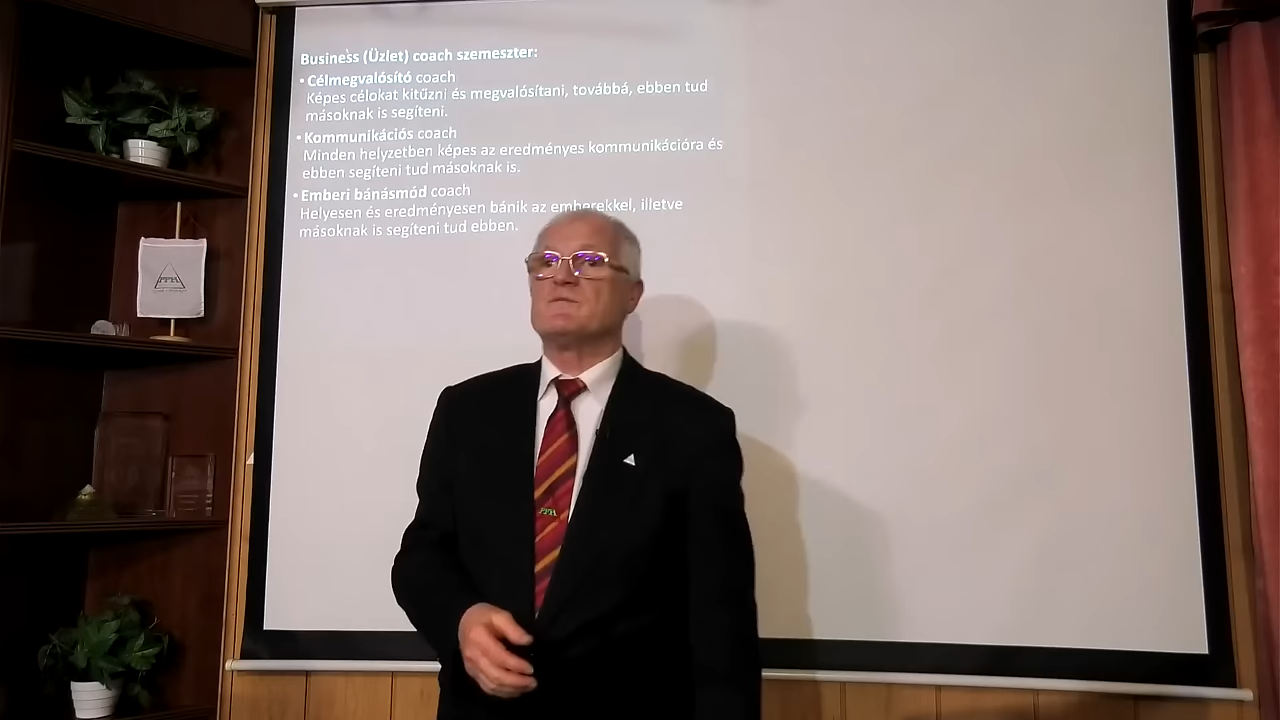 Business (Üzlet) coach szemeszter:
• Célmegvalósító coach
Képes célokat kitűzni és megvalósítani, továbbá, ebben tud
másoknak is segíteni.
• Kommunikációs coach
Minden helyzetben képes az eredményes kommunikációra és
ebben segíteni tud másoknak is.
• Emberi bánásmód coach
Helyesen és eredményesen bánik az emberekkel, illetve
másoknak is segíteni tud ebben.
PPH